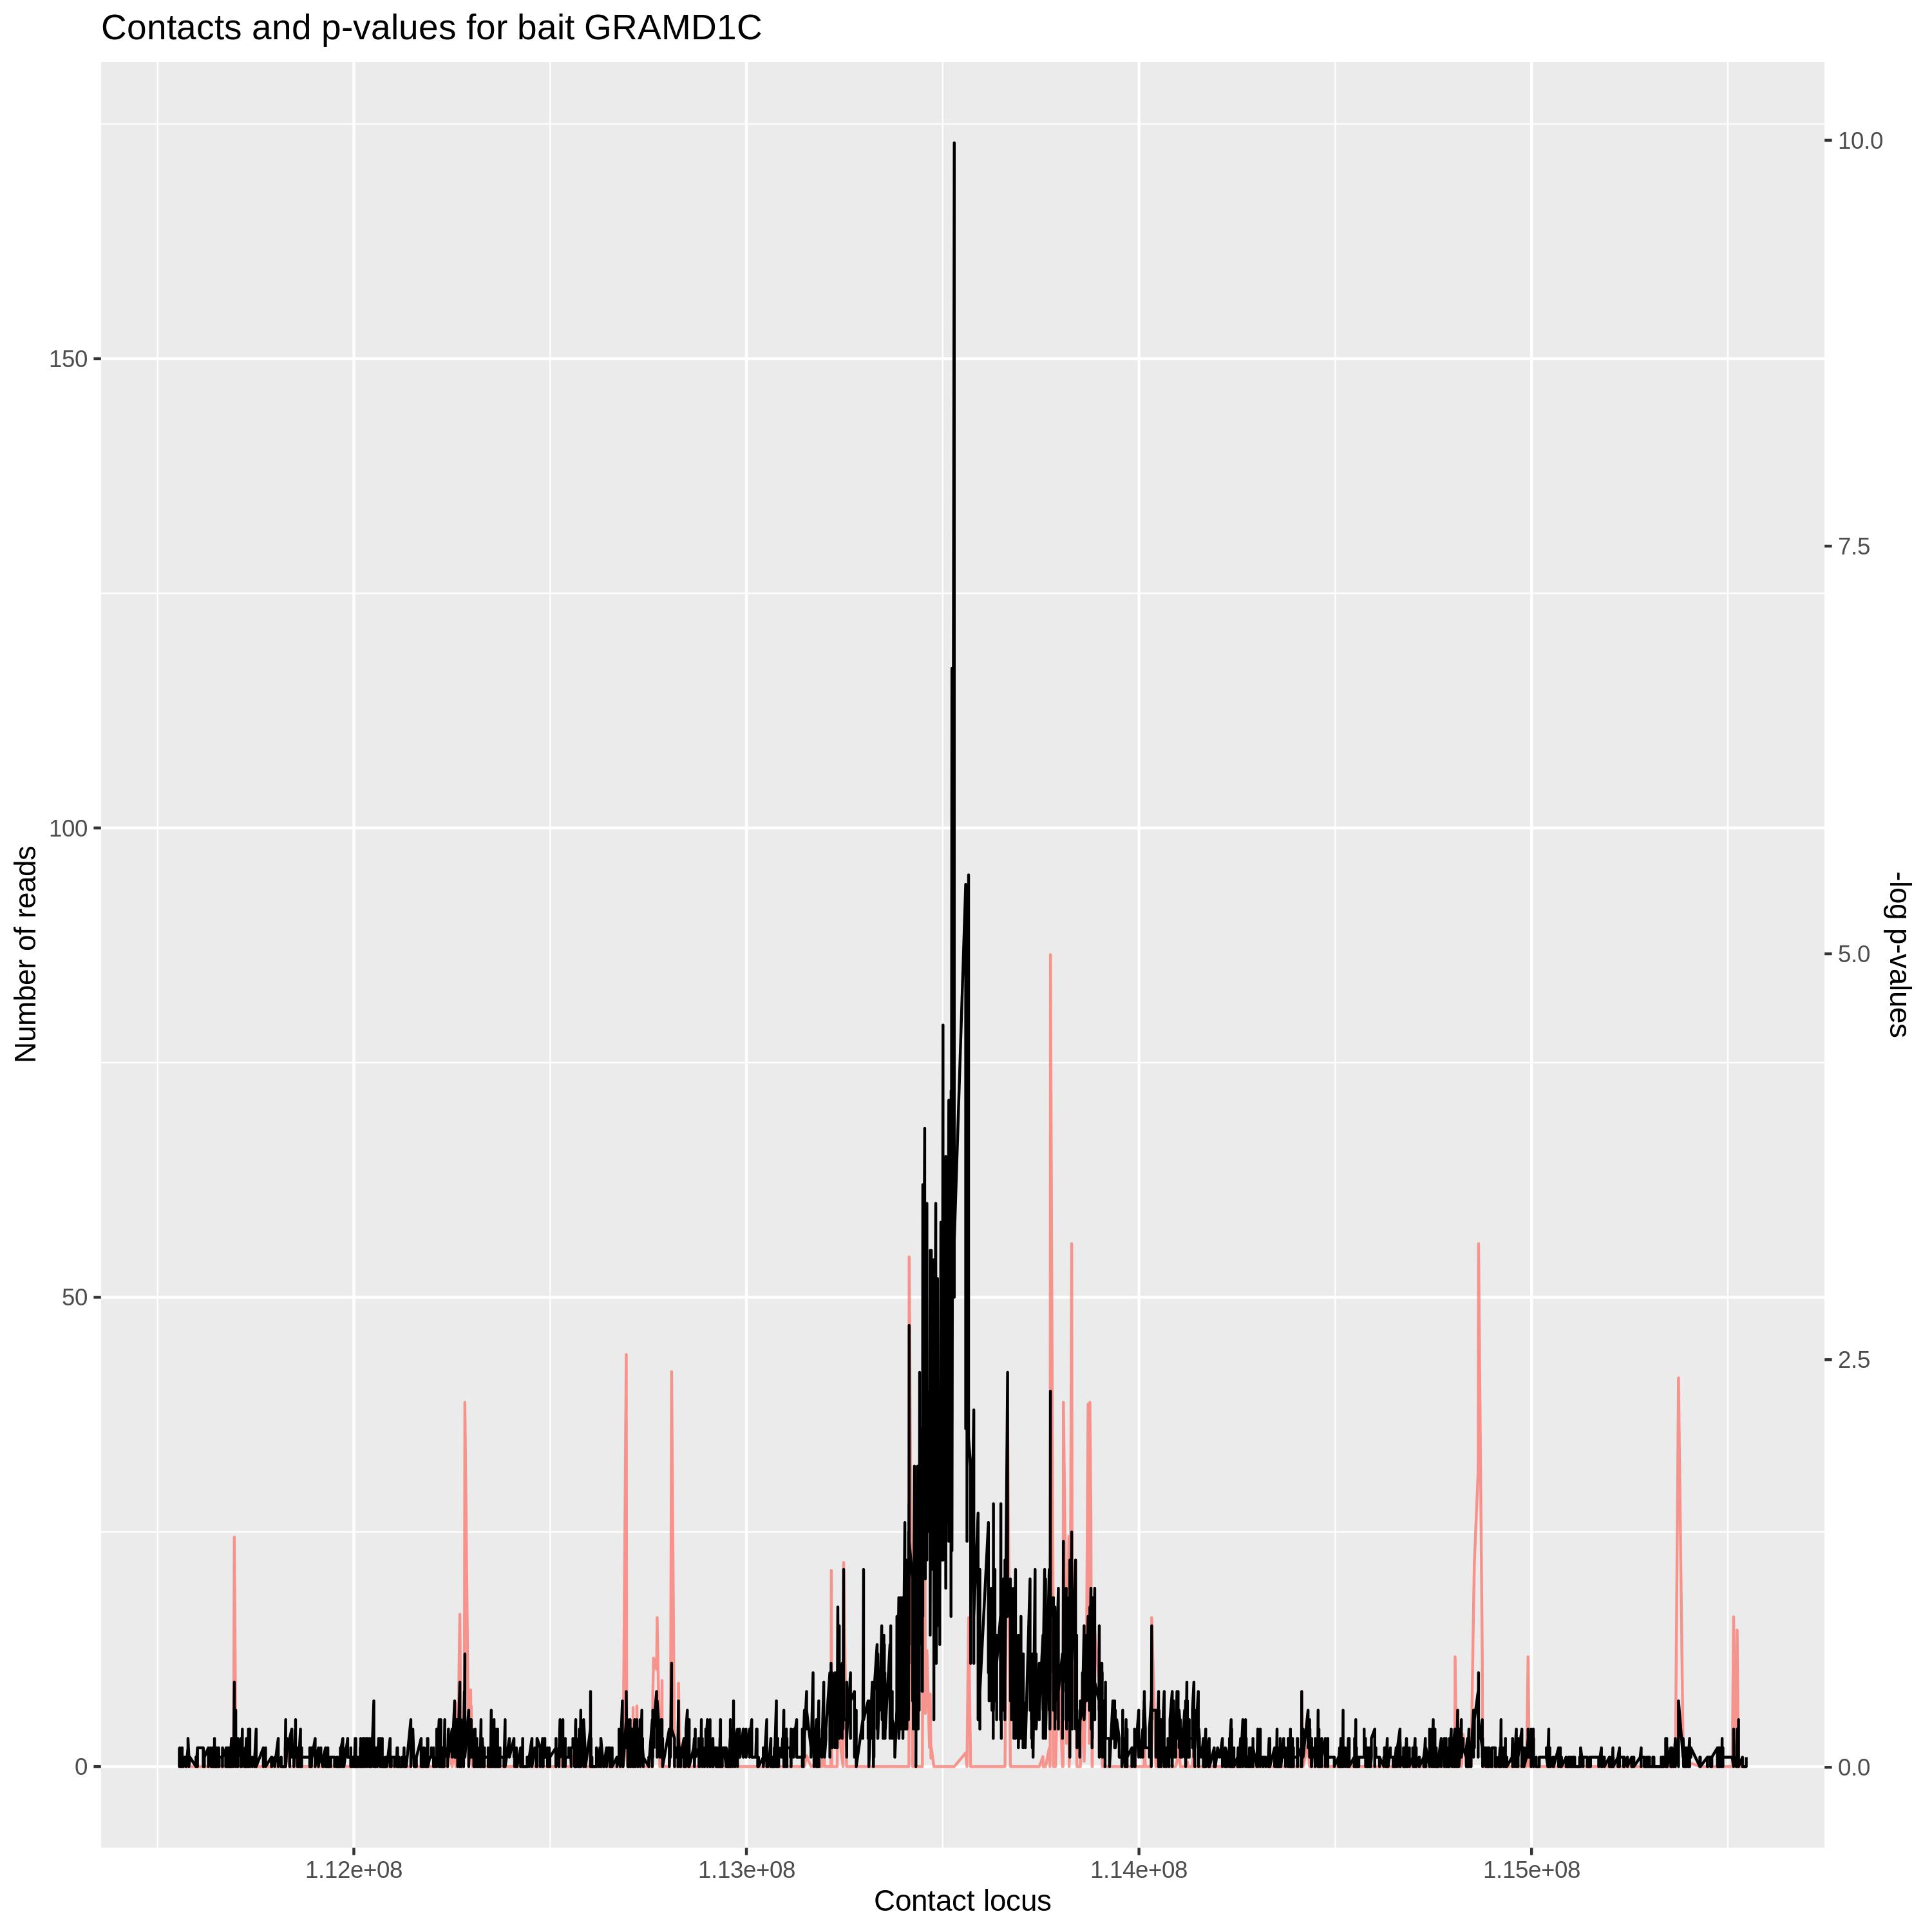 Contacts and p-values for bait GRAMD1C
Number of reads
150
100
50
0
10.0
7.5
5.0
2.5
0.0
-log p-values
1.12e+08
1.13e+08
1.14e+08
1.15e+08
Contact locus